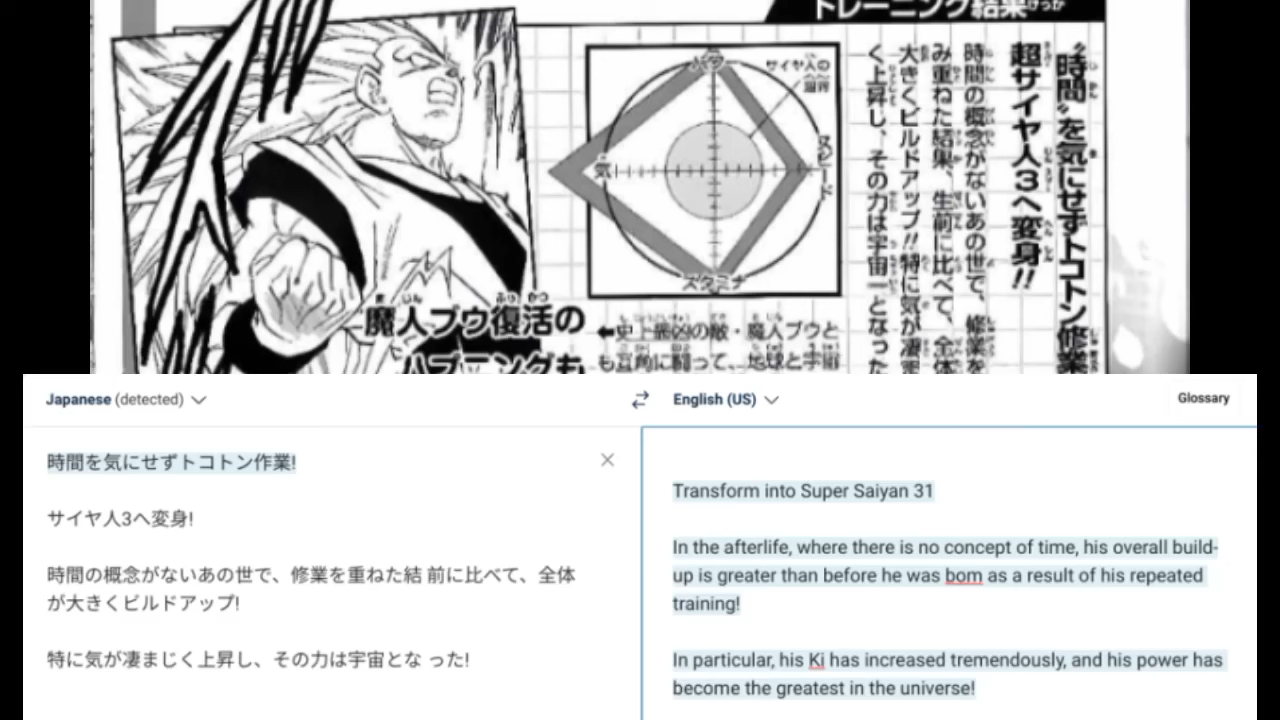 トレーニング結果
“時間”を気にせずトコトン修業
超サイヤ人3へ変身!!
時間の概念がないあの世で、修業を
み重ねた結果、生前に比べて、全体
大きくビルドアップ!!特に気が凄
く上昇し、その力は宇宙一となった
パワー
サイヤ人の
限界
スピード
気
スタミナ
魔人ブウ復活の
ハプニングも
←史上最凶の敵・魔人ブウと
も互角に闘って、地球と宇宙
Japanese (detected)
English (US)
Glossary
時間を気にせずトコトン作業!
サイヤ人3へ変身!
時間の概念がないあの世で、修業を重ねた結 前に比べて、全体
が大きくビルドアップ!
特に気が凄まじく上昇し、その力は宇宙とな った!
Transform into Super Saiyan 31
In the afterlife, where there is no concept of time, his overall build-
up is greater than before he was bom as a result of his repeated
training!
In particular, his Ki has increased tremendously, and his power has
become the greatest in the universe!